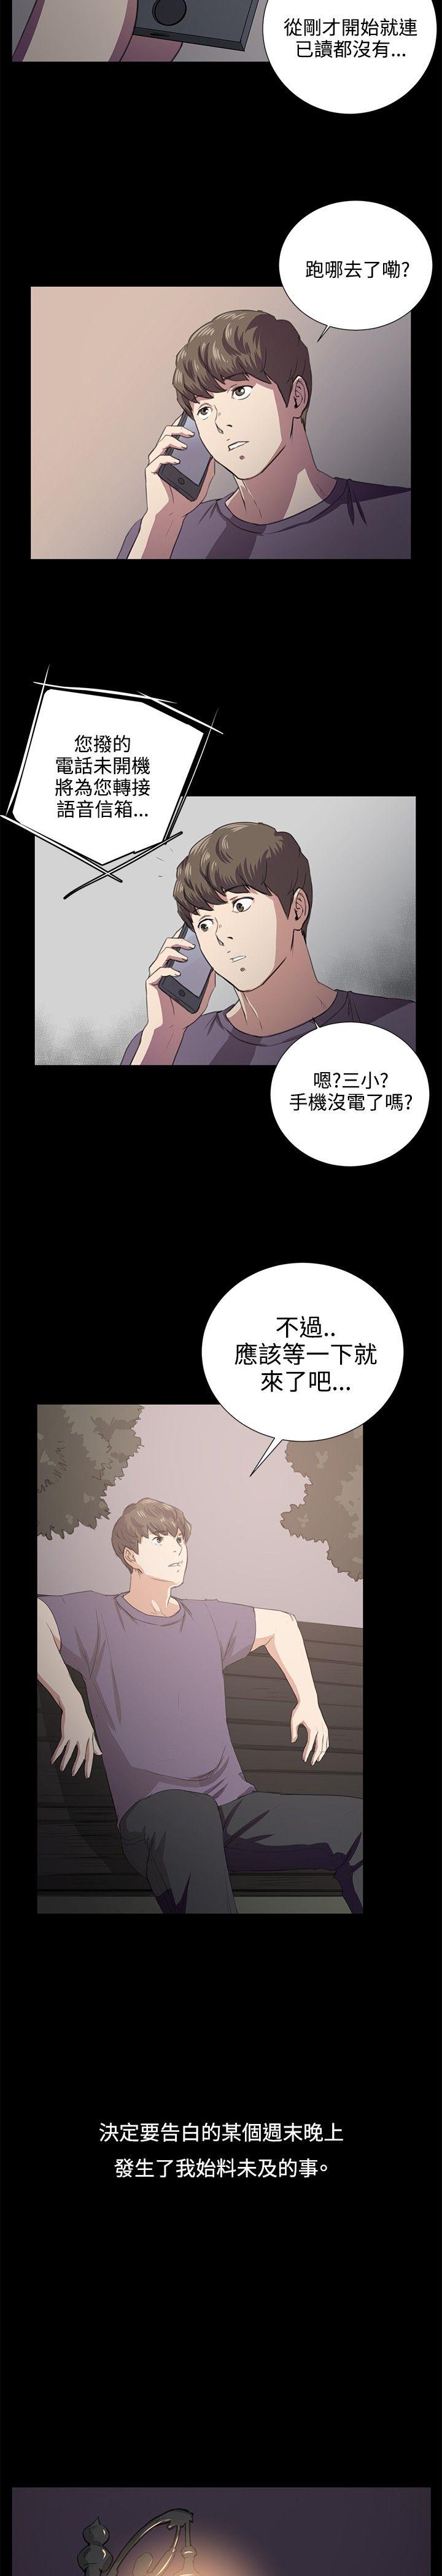 從剛才開始就連
已讀都沒有...
跑哪去了嘞?
您撥的
電話未開機
將為您轉接
語音信箱...
嗯?三小?
手機沒電了嗎?
不過..
應該等一下就
來了吧...
決定要告白的某個週末晚上
發生了我始料未及的事。